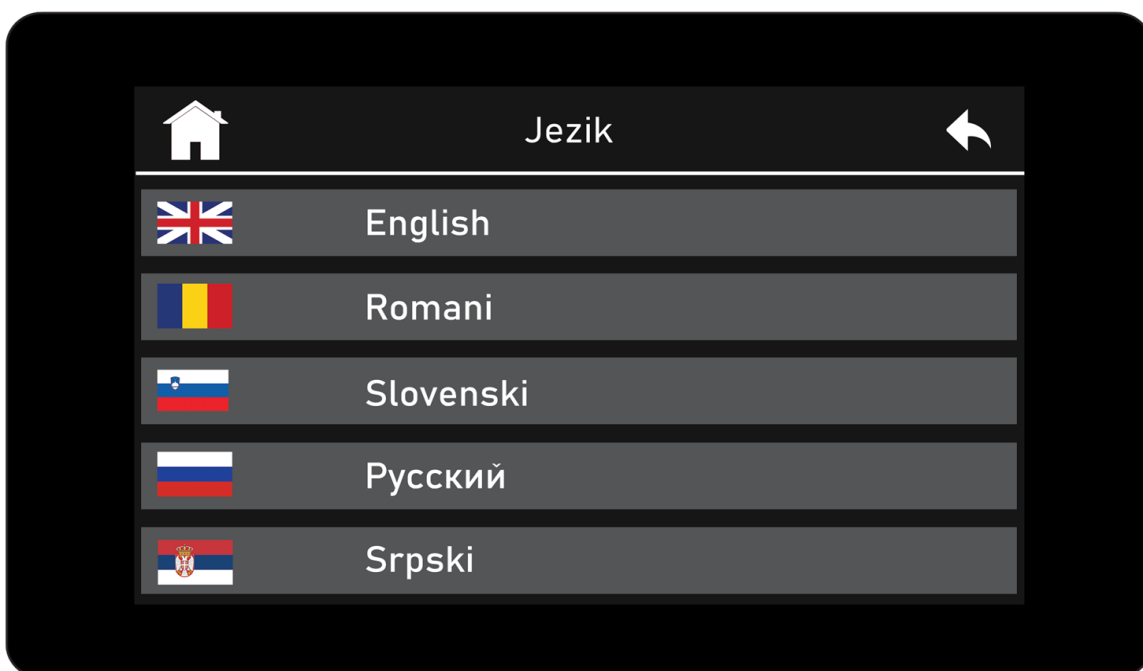 Jezik
English
Romani
Slovenski
Русский
Srpski